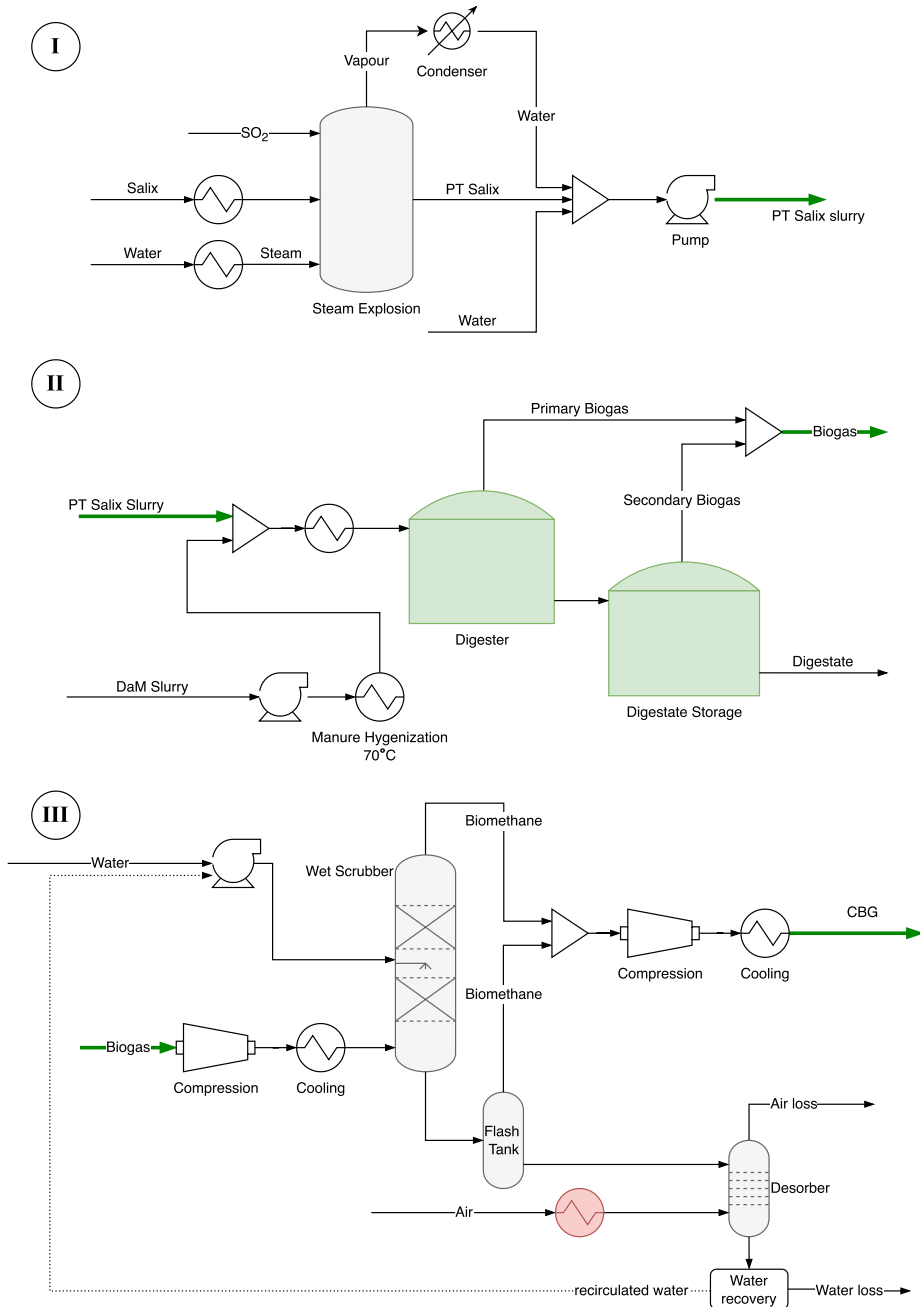 I
Vapour
Condenser
SO2
Water
Salix
PT Salix
Water
Steam
PT Salix slurry
Pump
Steam Explosion
Water
II
Primary Biogas
Biogas
Secondary Biogas
PT Salix Slurry
Digester
Digestate
DaM Slurry
Digestate Storage
Manure Hygenization
70°C
III
Biomethane
Water
Wet Scrubber
CBG
Compression
Cooling
Biomethane
Biogas
Compression
Cooling
Air loss
Flash
Tank
Desorber
Air
Water
recovery
recirculated water
Water loss